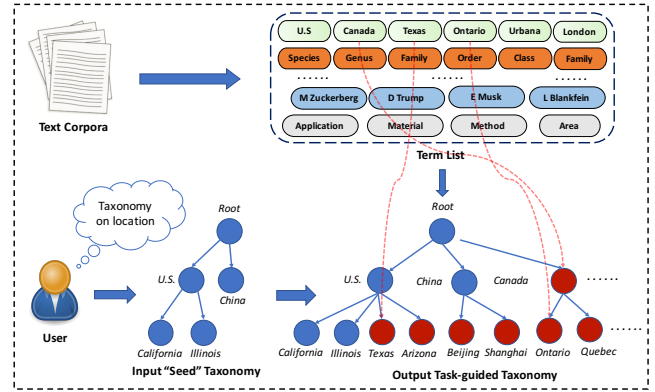 U.S Canada Texas Ontario Urbana London
Species Genus Family Order Class Family
...... ......
M Zuckerberg D Trump E Musk L Blankfein
Application Material Method Area
Text Corpora
Term List
Taxonomy
on location
Root
Root
U.S.
China
U.S.
China
Canada
......
User
California Illinois
California Illinois Texas Arizona Beijing Shanghai Ontario Quebec
......
Input “Seed” Taxonomy
Output Task-guided Taxonomy